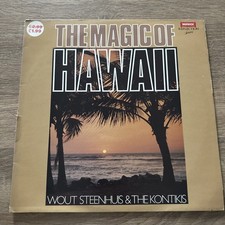 THE MAGIC OF
HAWAII
WOUT STEENHUIS & THE KONTIKIS